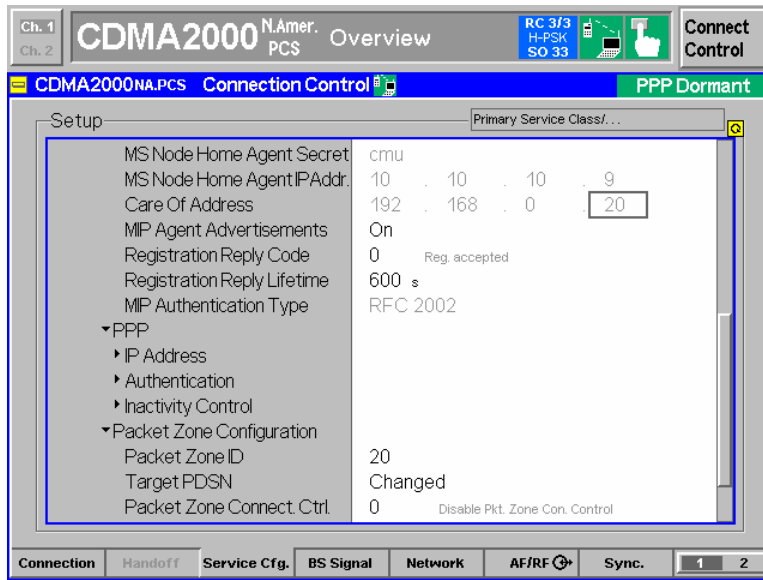 Ch. 1
Ch. 2
CDMA2000 N.Amer. PCS Overview
RC 3/3
H-PSK
SO 33
Connect Control
CDMA2000 NA.PCS Connection Control
PPP Dormant
Setup
Primary Service Class/...
MS Node Home Agent Secret cmu
MS Node Home Agent IP Addr. 10 . 10 . 10 . 9
Care Of Address 192 . 168 . 0 . 20
MIP Agent Advertisements On
Registration Reply Code 0 Reg. accepted
Registration Reply Lifetime 600 s
MIP Authentication Type RFC 2002
PPP
IP Address
Authentication
Inactivity Control
Packet Zone Configuration
Packet Zone ID 20
Target PDSN Changed
Packet Zone Connect. Ctrl. 0 Disable Pkt. Zone Con. Control
Connection Handoff Service Cfg. BS Signal Network AF/RF Sync. 1 2